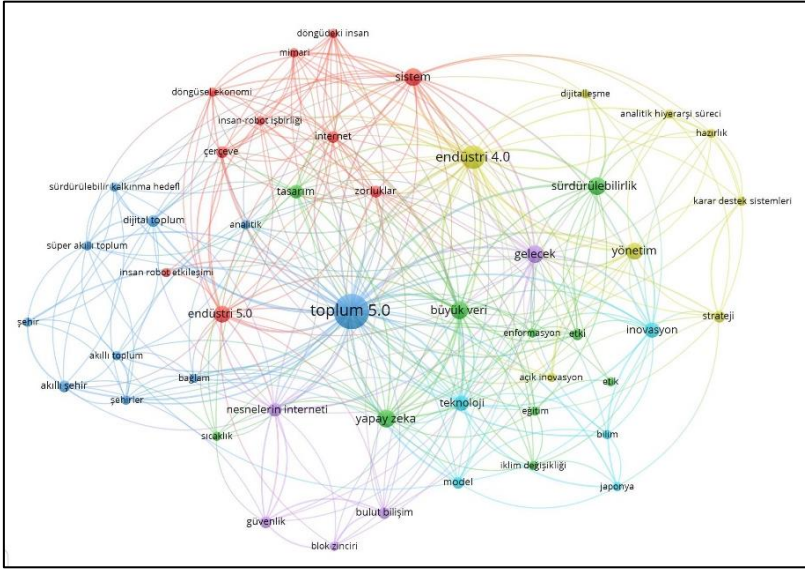 döngüdeki insan
mimari
sistem
döngüsel ekonomi
dijitalleşme
analitik hiyerarşi süreci
insan-robot işbirliği
hazırlık
internet
çerçeve
endüstri 4.0
sürdürülebilir kalkınma hedefi
tasarım
zorluklar
sürdürülebilirlik
karar destek sistemleri
dijital toplum
analitik
süper akıllı toplum
gelecek
yönetim
insan robot etkileşimi
endüstri 5.0
toplum 5.0
büyük veri
strateji
şehir
enformasyon
etki
inovasyon
akıllı toplum
akıllı şehir
bağlam
açık inovasyon
etik
şehirler
nesnelerin interneti
yapay zeka
teknoloji
eğitim
sıcaklık
bilim
iklim değişikliği
model
japonya
güvenlik
bulut bilişim
blok zinciri